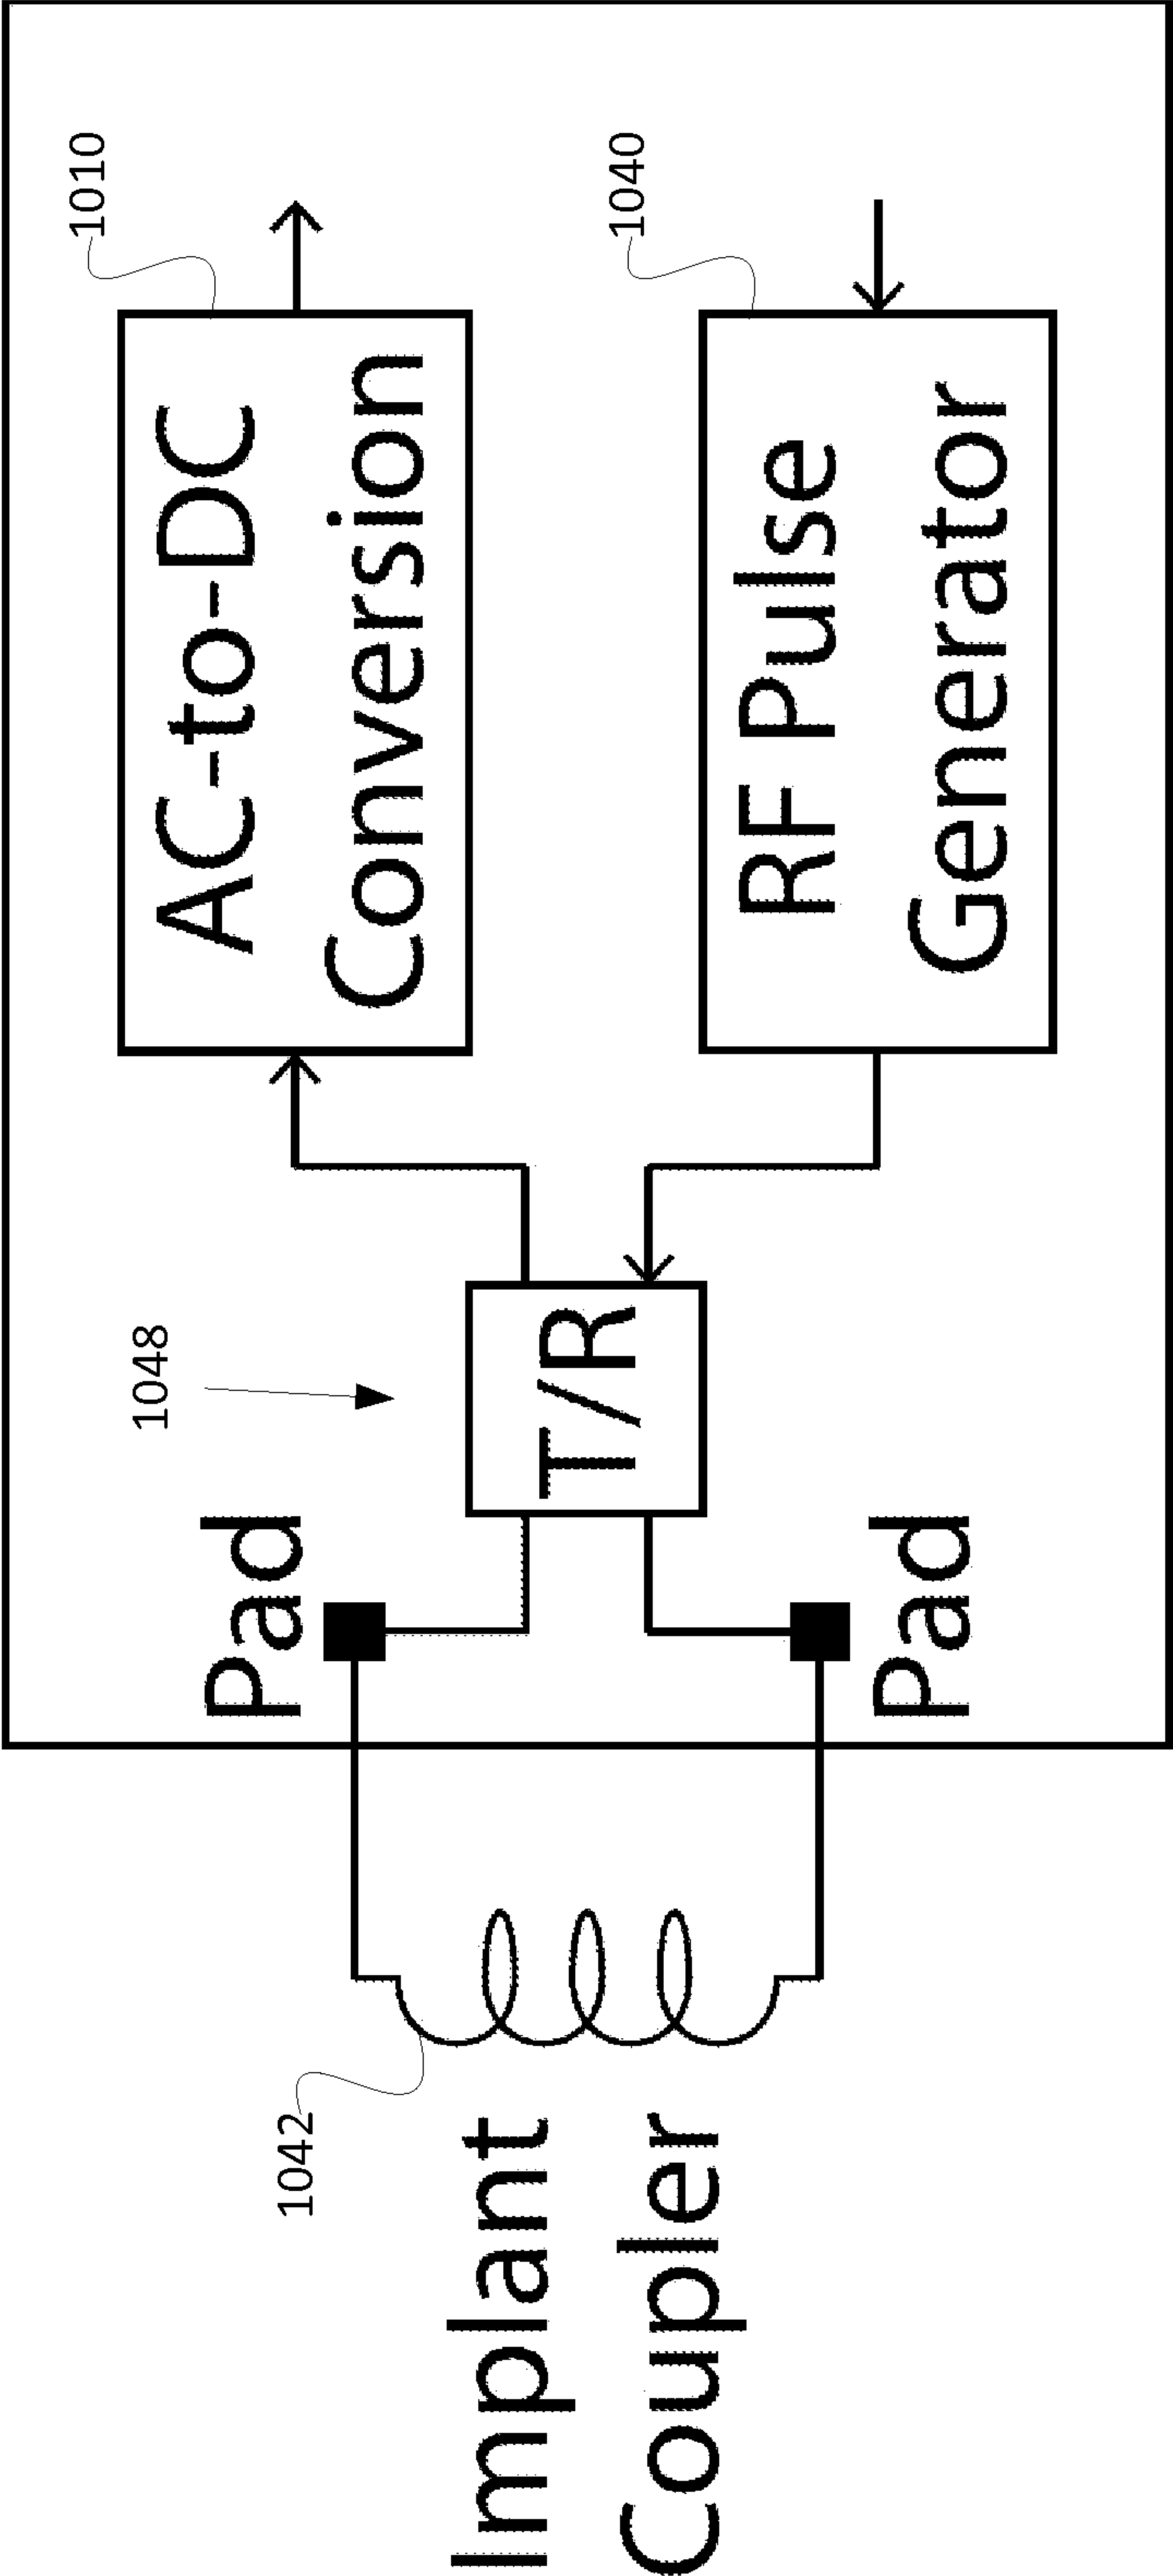 Implant
Coupler
1042
Pad
Pad
1048
T/R
AC-to-DC
Conversion
1010
RF Pulse
Generator
1040